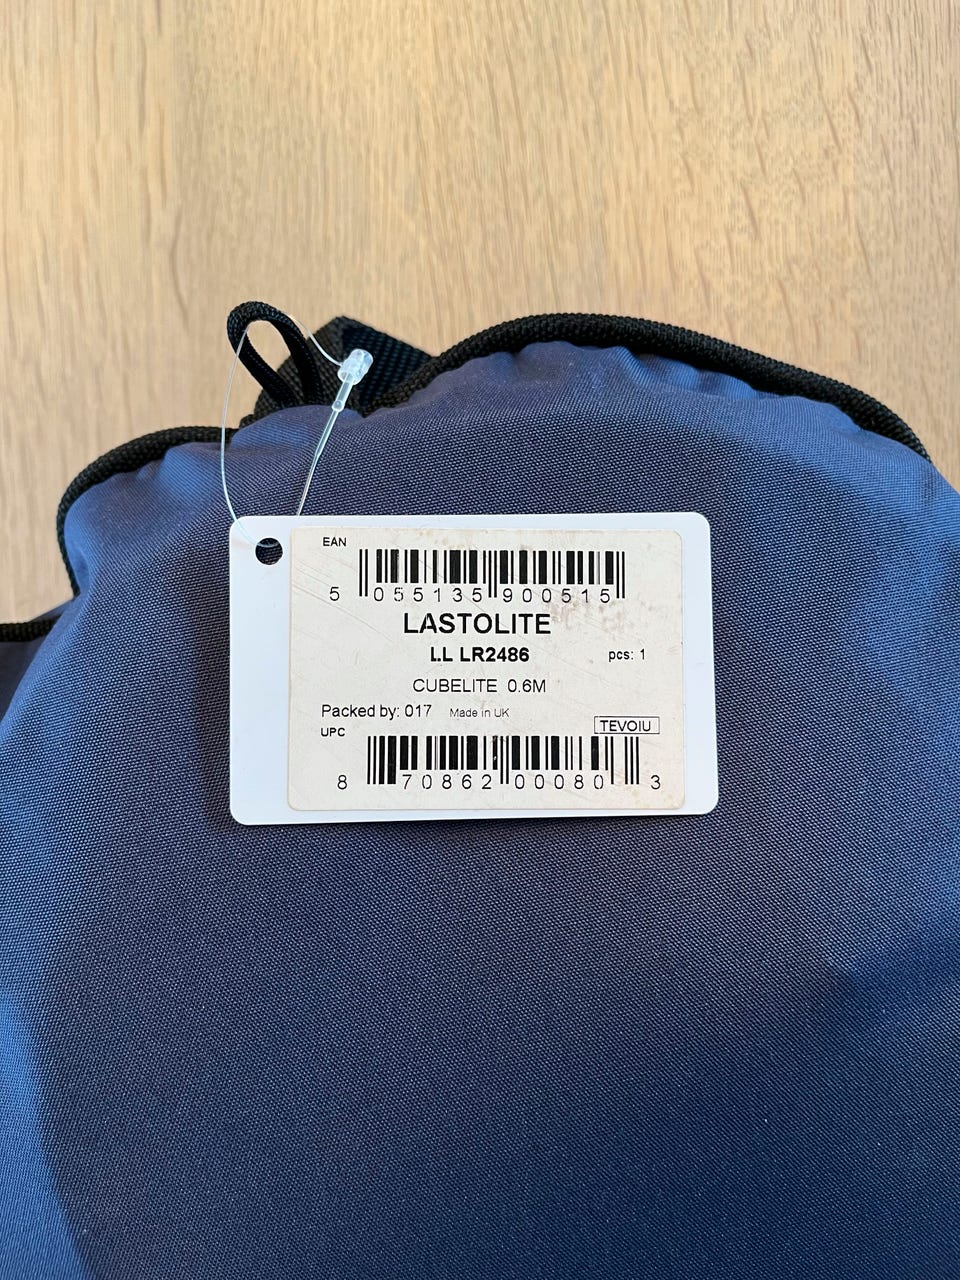 EAN
5 055135 900515
LASTOLITE
LL LR2486 pcs: 1
CUBELITE 0.6M
Packed by: 017 Made in UK
TEVOIU
UPC
8 70862 00080 3